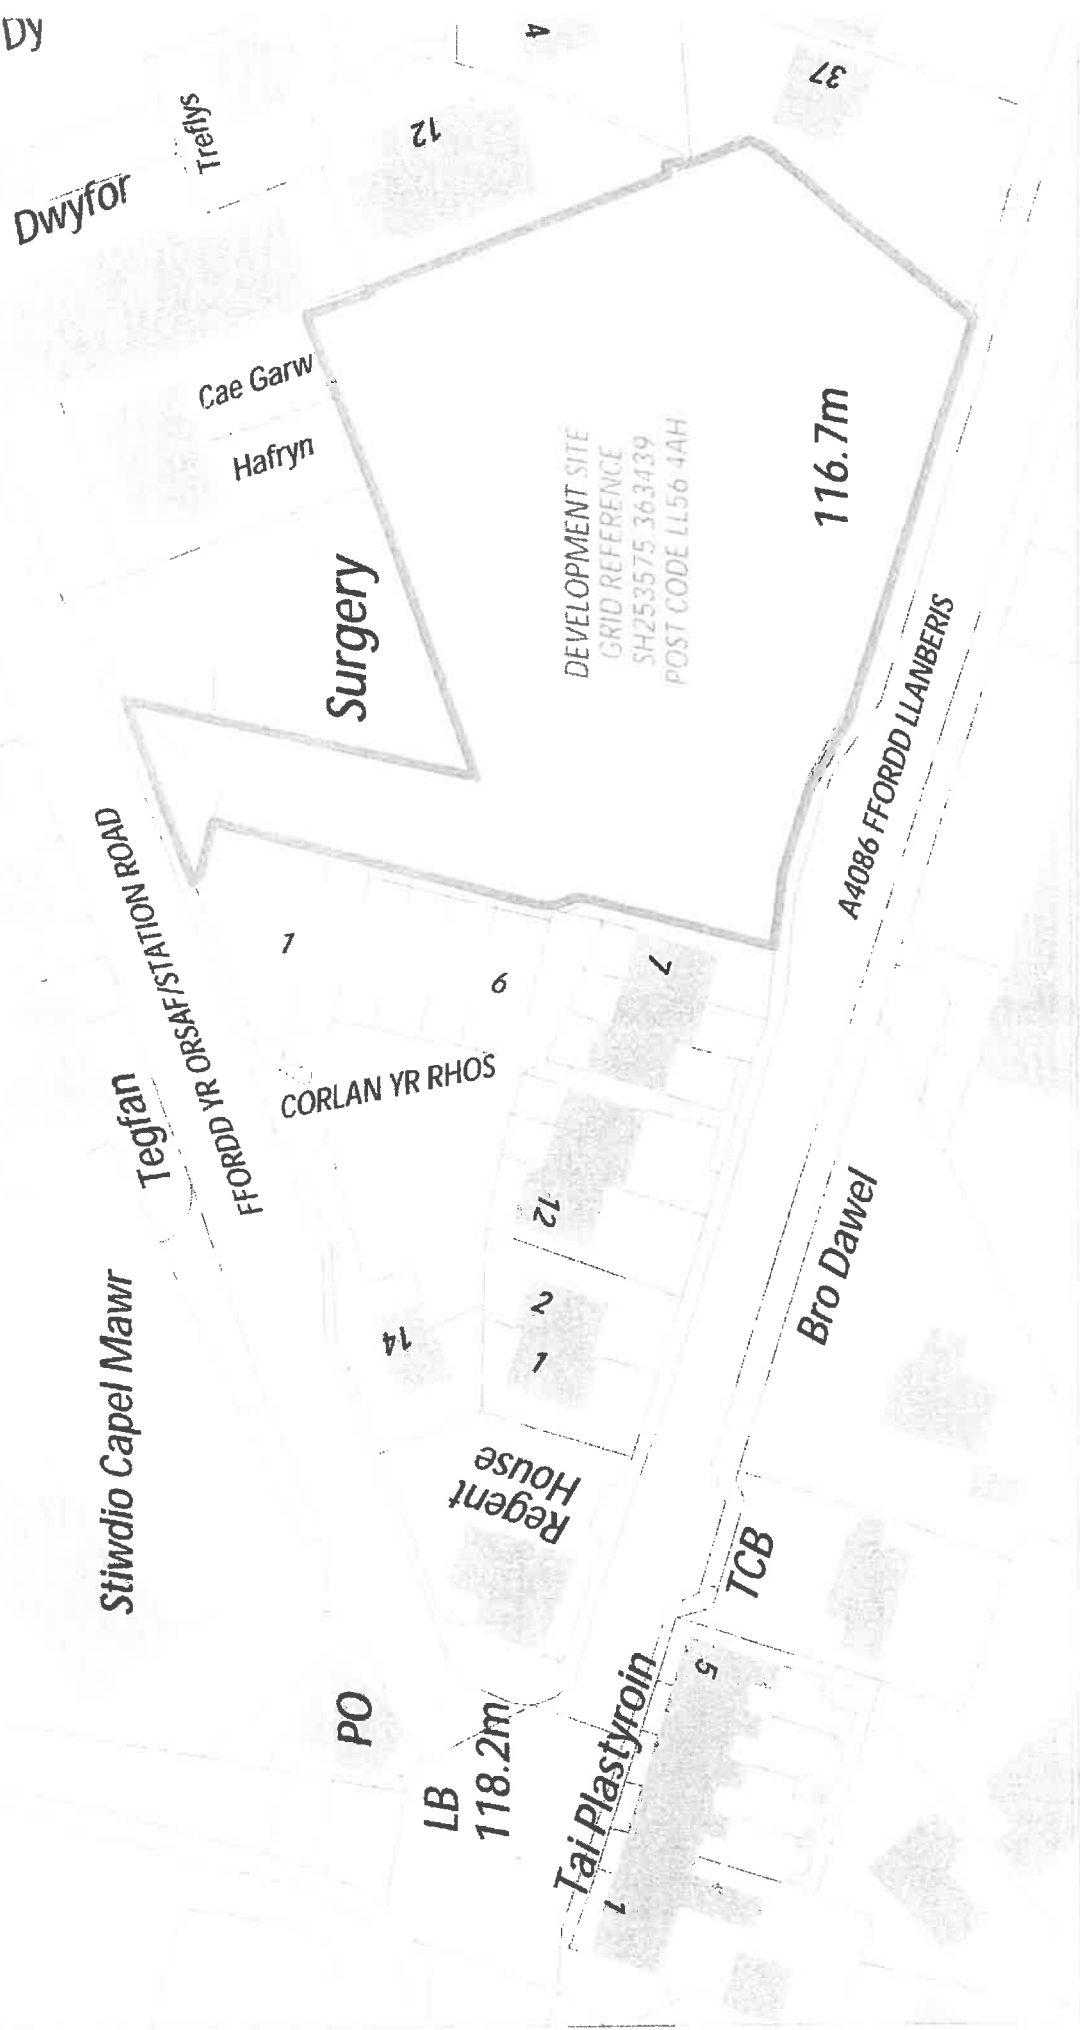 Dy
4
37
12
Treflys
Dwyfor
Cae Garw
Hafryn
Surgery
DEVELOPMENT SITE
GRID REFERENCE
SH253575 363439
POST CODE LL56 4AH
116.7m
A4086 FFORDD LLANBERIS
FFORDD YR ORSAF/STATION ROAD
1
6
7
CORLAN YR RHOS
Tegfan
12
2
1
14
Stiwdio Capel Mawr
Bro Dawel
Regent
House
TCB
PO
LB
118.2m
Tai Plastyroin
5
1